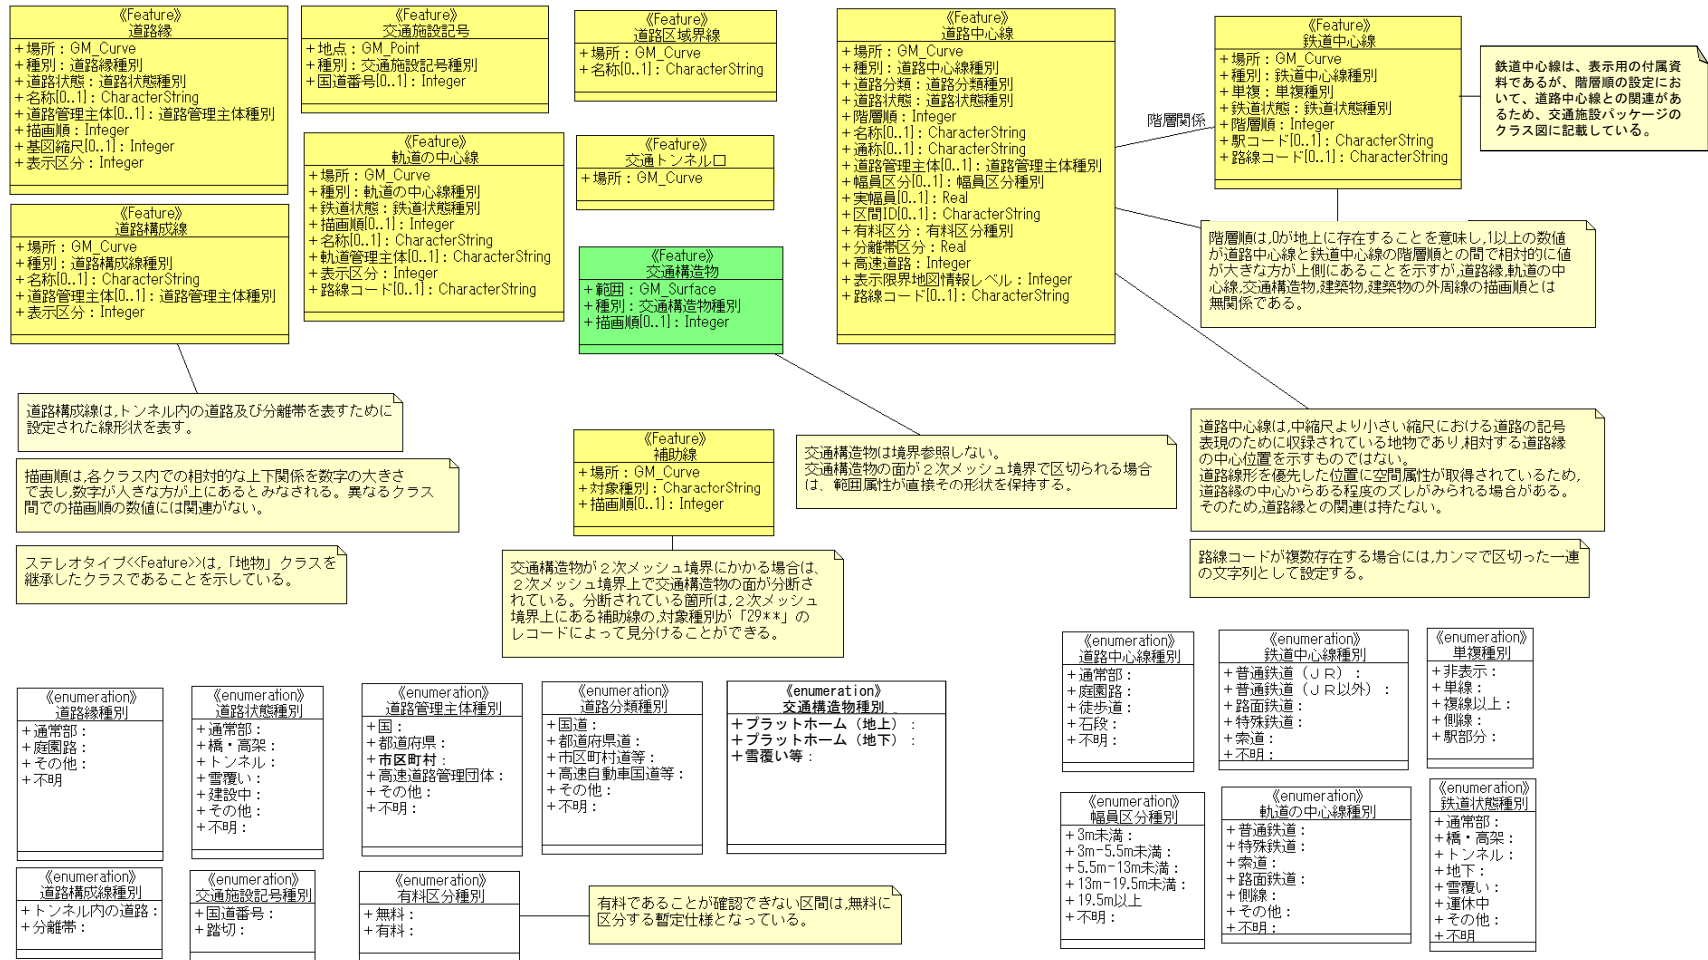 《Feature》
道路縁
+場所：GM_Curve
+種別：道路縁種別
+道路状態：道路状態種別
+名称[0..1]：CharacterString
+道路管理主体[0..1]：道路管理主体種別
+描画順：Integer
+基図縮尺[0..1]：Integer
+表示区分：Integer
《Feature》
交通施設記号
+地点：GM_Point
+種別：交通施設記号種別
+国道番号[0..1]：Integer
《Feature》
道路区域界線
+場所：GM_Curve
+名称[0..1]：CharacterString
《Feature》
道路中心線
+場所：GM_Curve
+種別：道路中心線種別
+道路分類：道路分類種別
+道路状態：道路状態種別
+階層順：Integer
+名称[0..1]：CharacterString
+通称[0..1]：CharacterString
+道路管理主体[0..1]：道路管理主体種別
+幅員区分[0..1]：幅員区分種別
+実幅員[0..1]：Real
+区間ID[0..1]：CharacterString
+有料区分：有料区分種別
+分離帯区分：Real
+高速道路：Integer
+表示限界地図情報レベル：Integer
+路線コード[0..1]：CharacterString
階層関係
《Feature》
鉄道中心線
+場所：GM_Curve
+種別：鉄道中心線種別
+単複：単複種別
+鉄道状態：鉄道状態種別
+階層順：Integer
+駅コード[0..1]：CharacterString
+路線コード[0..1]：CharacterString
鉄道中心線は、表示用の付属資
料であるが、階層順の設定にお
いて、道路中心線との関連があ
るため、交通施設パッケージの
クラス図に記載している。
《Feature》
軌道の中心線
+場所：GM_Curve
+種別：軌道の中心線種別
+鉄道状態：鉄道状態種別
+描画順[0..1]：Integer
+名称[0..1]：CharacterString
+軌道管理主体[0..1]：CharacterString
+表示区分：Integer
+路線コード[0..1]：CharacterString
《Feature》
交通トンネル口
+場所：GM_Curve
《Feature》
道路構成線
+場所：GM_Curve
+種別：道路構成線種別
+名称[0..1]：CharacterString
+道路管理主体[0..1]：道路管理主体種別
+表示区分：Integer
《Feature》
交通構造物
+範囲：GM_Surface
+種別：交通構造物種別
+描画順[0..1]：Integer
階層順は,0が地上に存在することを意味し,1以上の数値
が道路中心線と鉄道中心線の階層順との間で相対的に値
が大きな方が上側にあることを示すが,道路縁,軌道の中
心線,交通構造物,建築物,建築物の外周線の描画順とは
無関係である。
道路構成線は,トンネル内の道路及び分離帯を表すために
設定された線形状を表す。
描画順は,各クラス内での相対的な上下関係を数字の大きさ
で表し,数字が大きな方が上にあるとみなされる。異なるクラス
間での描画順の数値には関連がない。
ステレオタイプ<<Feature>>は,「地物」クラスを
継承したクラスであることを示している。
《Feature》
補助線
+場所：GM_Curve
+対象種別：CharacterString
+描画順[0..1]：Integer
交通構造物は境界参照しない。
交通構造物の面が２次メッシュ境界で区切られる場合
は、範囲属性が直接その形状を保持する。
道路中心線は,中縮尺より小さい縮尺における道路の記号
表現のために収録されている地物であり,相対する道路縁
の中心位置を示すものではない。
道路線形を優先した位置に空間属性が取得されているため,
道路縁の中心からある程度のズレがみられる場合がある。
そのため,道路縁との関連は持たない。
路線コードが複数存在する場合には,カンマで区切った一連
の文字列として設定する。
交通構造物が２次メッシュ境界にかかる場合は、
２次メッシュ境界上で交通構造物の面が分断さ
れている。分断されている箇所は,２次メッシュ
境界上にある補助線の,対象種別が「29**」の
レコードによって見分けることができる。
《enumeration》
道路縁種別
+通常部：
+庭園路：
+その他：
+不明
《enumeration》
道路状態種別
+通常部：
+橋・高架：
+トンネル：
+雪覆い：
+建設中：
+その他：
+不明：
《enumeration》
道路管理主体種別
+国：
+都道府県：
+市区町村：
+高速道路管理団体：
+その他：
+不明：
《enumeration》
道路分類種別
+国道：
+都道府県道：
+市区町村道等：
+高速自動車国道等：
+その他：
+不明：
《enumeration》
交通構造物種別
+プラットホーム（地上）：
+プラットホーム（地下）：
+雪覆い等：
《enumeration》
道路中心線種別
+通常部：
+庭園路：
+徒歩道：
+石段：
+不明：
《enumeration》
鉄道中心線種別
+普通鉄道（ＪＲ）：
+普通鉄道（ＪＲ以外）：
+路面鉄道：
+特殊鉄道：
+索道：
+不明：
《enumeration》
単複種別
+非表示：
+単線：
+複線以上：
+側線：
+駅部分：
《enumeration》
道路構成線種別
+トンネル内の道路：
+分離帯：
《enumeration》
交通施設記号種別
+国道番号：
+踏切：
《enumeration》
有料区分種別
+無料：
+有料：
有料であることが確認できない区間は,無料に
区分する暫定仕様となっている。
《enumeration》
幅員区分種別
+3m未満：
+3m-5.5m未満：
+5.5m-13m未満：
+13m-19.5m未満：
+19.5m以上
+不明：
《enumeration》
軌道の中心線種別
+普通鉄道：
+特殊鉄道：
+索道：
+路面鉄道：
+側線：
+その他：
+不明：
《enumeration》
鉄道状態種別
+通常部：
+橋・高架：
+トンネル：
+地下：
+雪覆い：
+運休中
+その他：
+不明